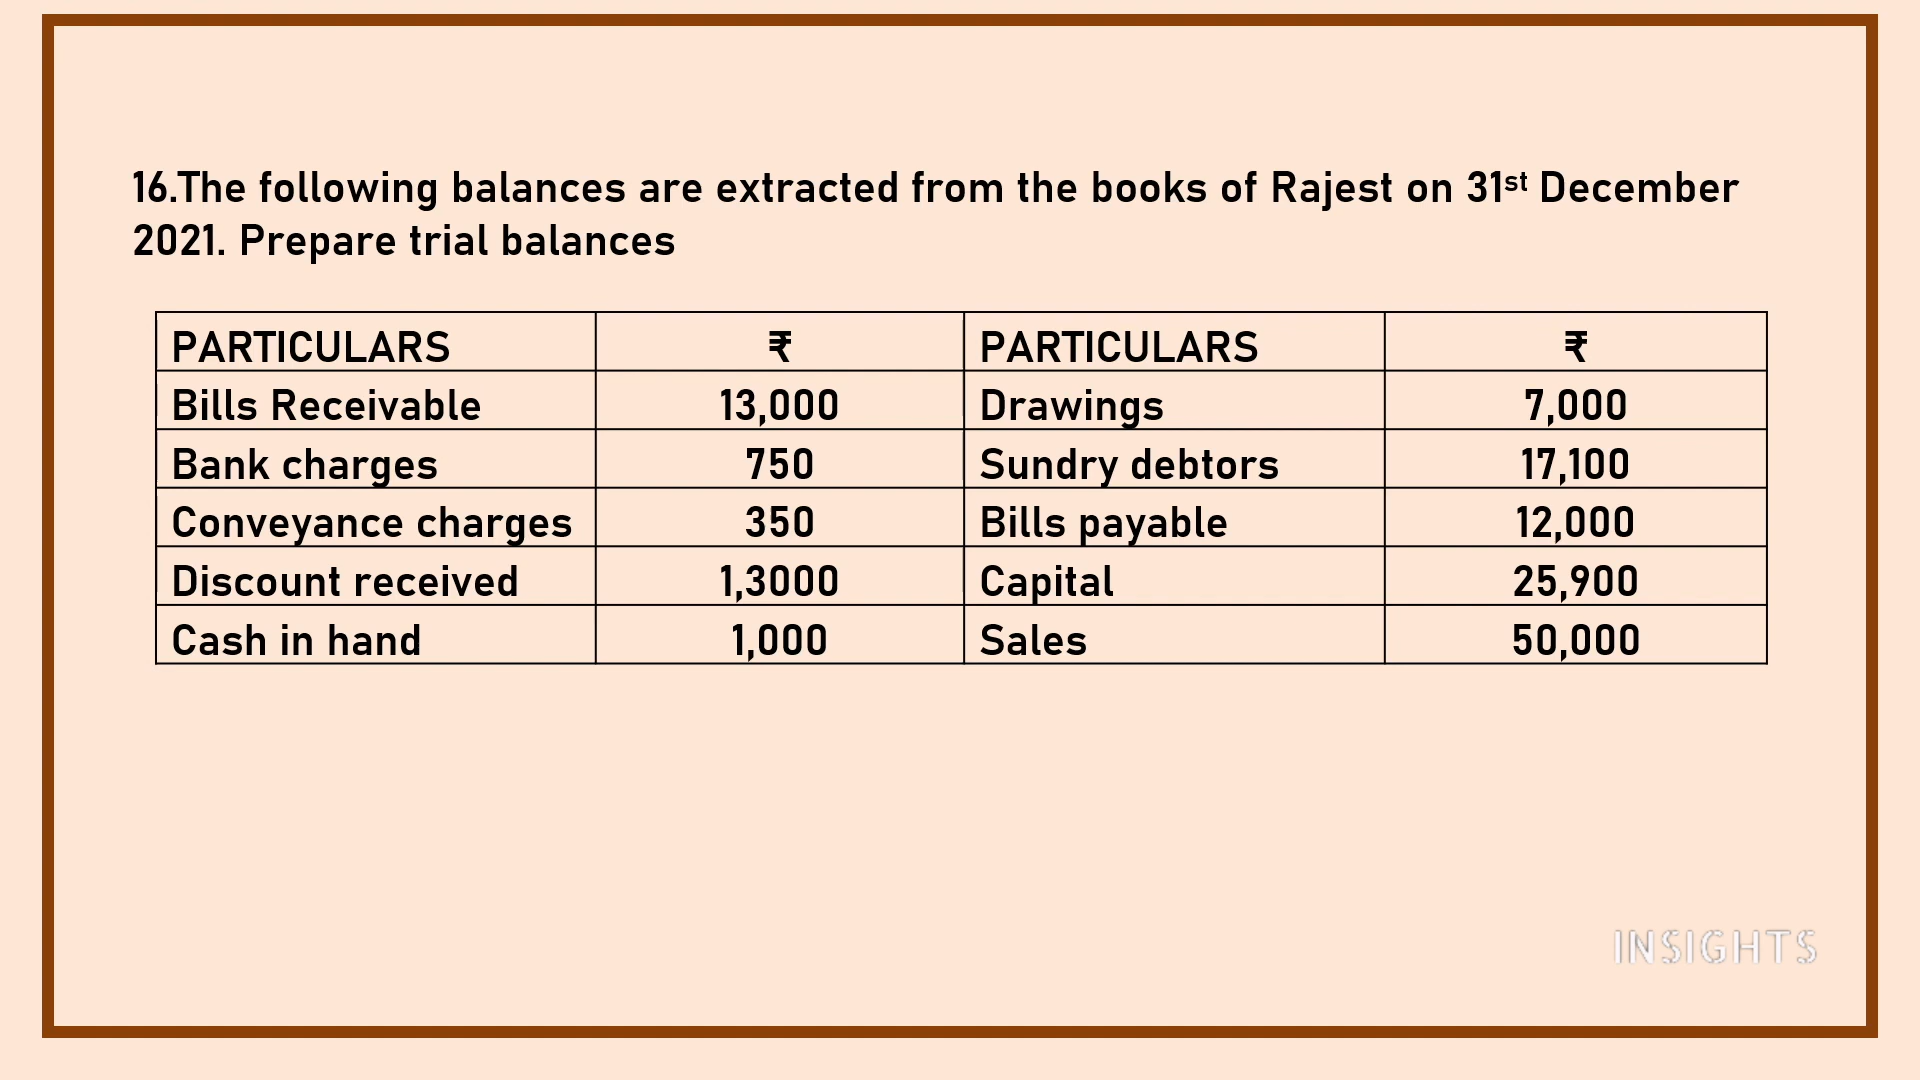 16.The following balances are extracted from the books of Rajest on 31st December
2021. Prepare trial balances
PARTICULARS ₹ PARTICULARS ₹
Bills Receivable 13,000 Drawings 7,000
Bank charges 750 Sundry debtors 17,100
Conveyance charges 350 Bills payable 12,000
Discount received 1,3000 Capital 25,900
Cash in hand 1,000 Sales 50,000
INSIGHTS